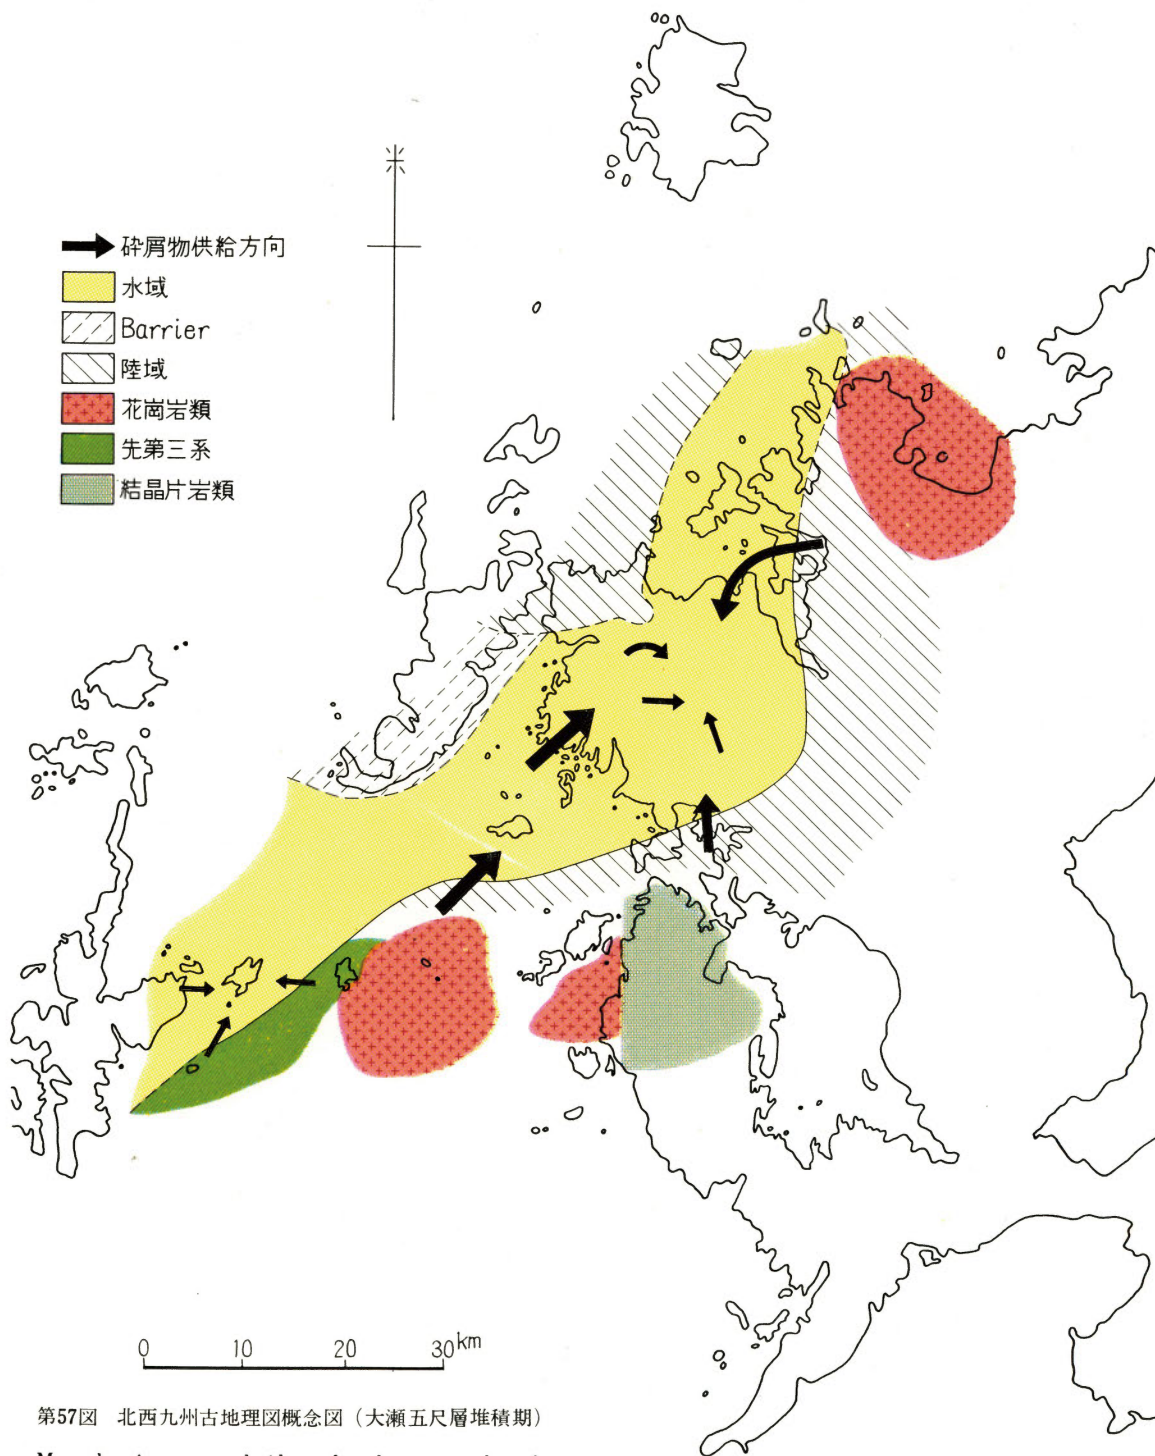 砕屑物供給方向
水域
Barrier
陸域
花崗岩類
先第三系
結晶片岩類
0 10 20 30km
第57図 北西九州古地理図概念図（大瀬五尺層堆積期）